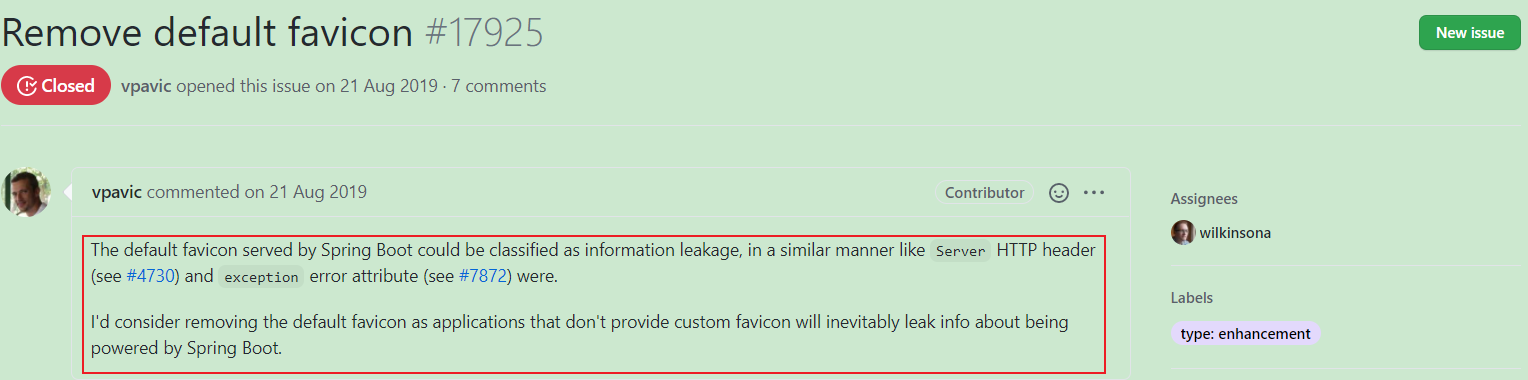 Remove default favicon #17925
New issue
Closed
vpavic opened this issue on 21 Aug 2019 · 7 comments
vpavic commented on 21 Aug 2019
Contributor
The default favicon served by Spring Boot could be classified as information leakage, in a similar manner like Server HTTP header
(see #4730) and exception error attribute (see #7872) were.
I'd consider removing the default favicon as applications that don't provide custom favicon will inevitably leak info about being
powered by Spring Boot.
Assignees
wilkinsona
Labels
type: enhancement